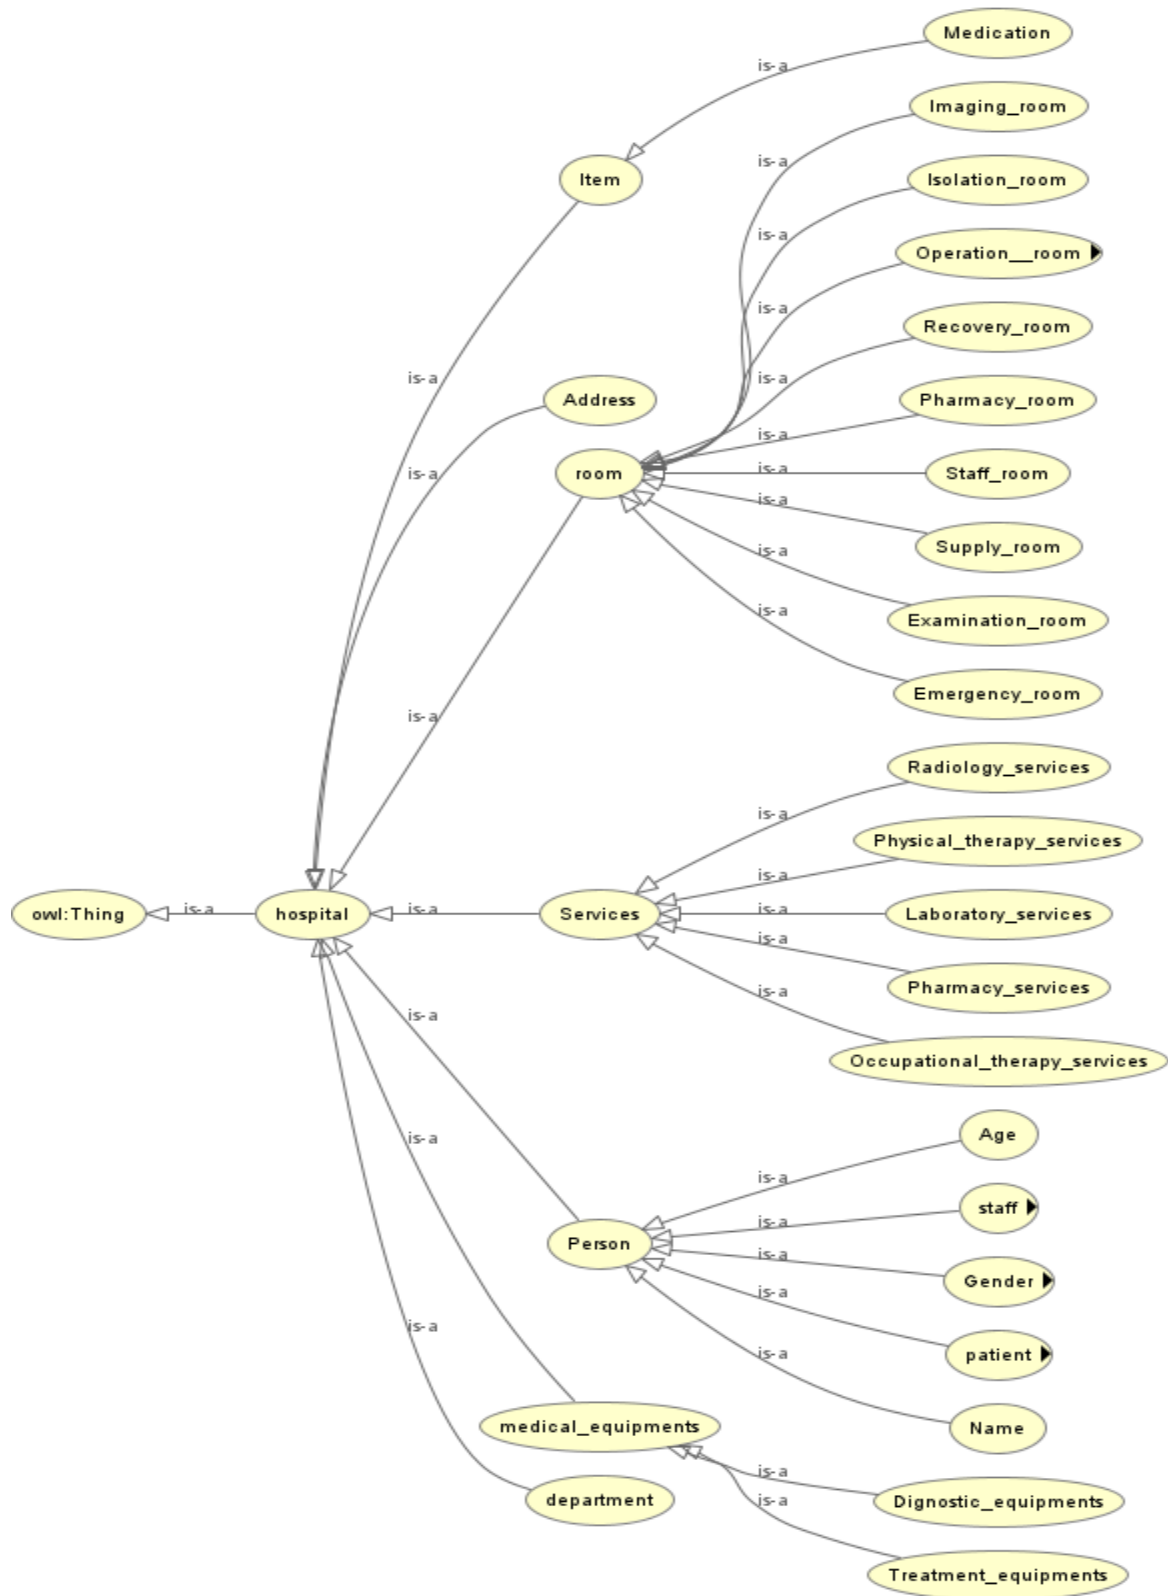 Medication
is-a
Imaging_room
is-a
Item
Isolation_room
is-a
Operation__room
is-a
Recovery_room
is-a
is-a
Address
Pharmacy_room
is-a
is-a
room
is-a
Staff_room
is-a
Supply_room
is-a
Examination_room
is-a
Emergency_room
is-a
Radiology_services
is-a
Physical_therapy_services
is-a
owl:Thing
is-a
hospital
is-a
Services
is-a
Laboratory_services
is-a
Pharmacy_services
is-a
is-a
Occupational_therapy_services
Age
is-a
is-a
staff
is-a
Person
is-a
Gender
is-a
is-a
is-a
patient
medical_equipments
Name
is-a
department
Dignostic_equipments
is-a
Treatment_equipments